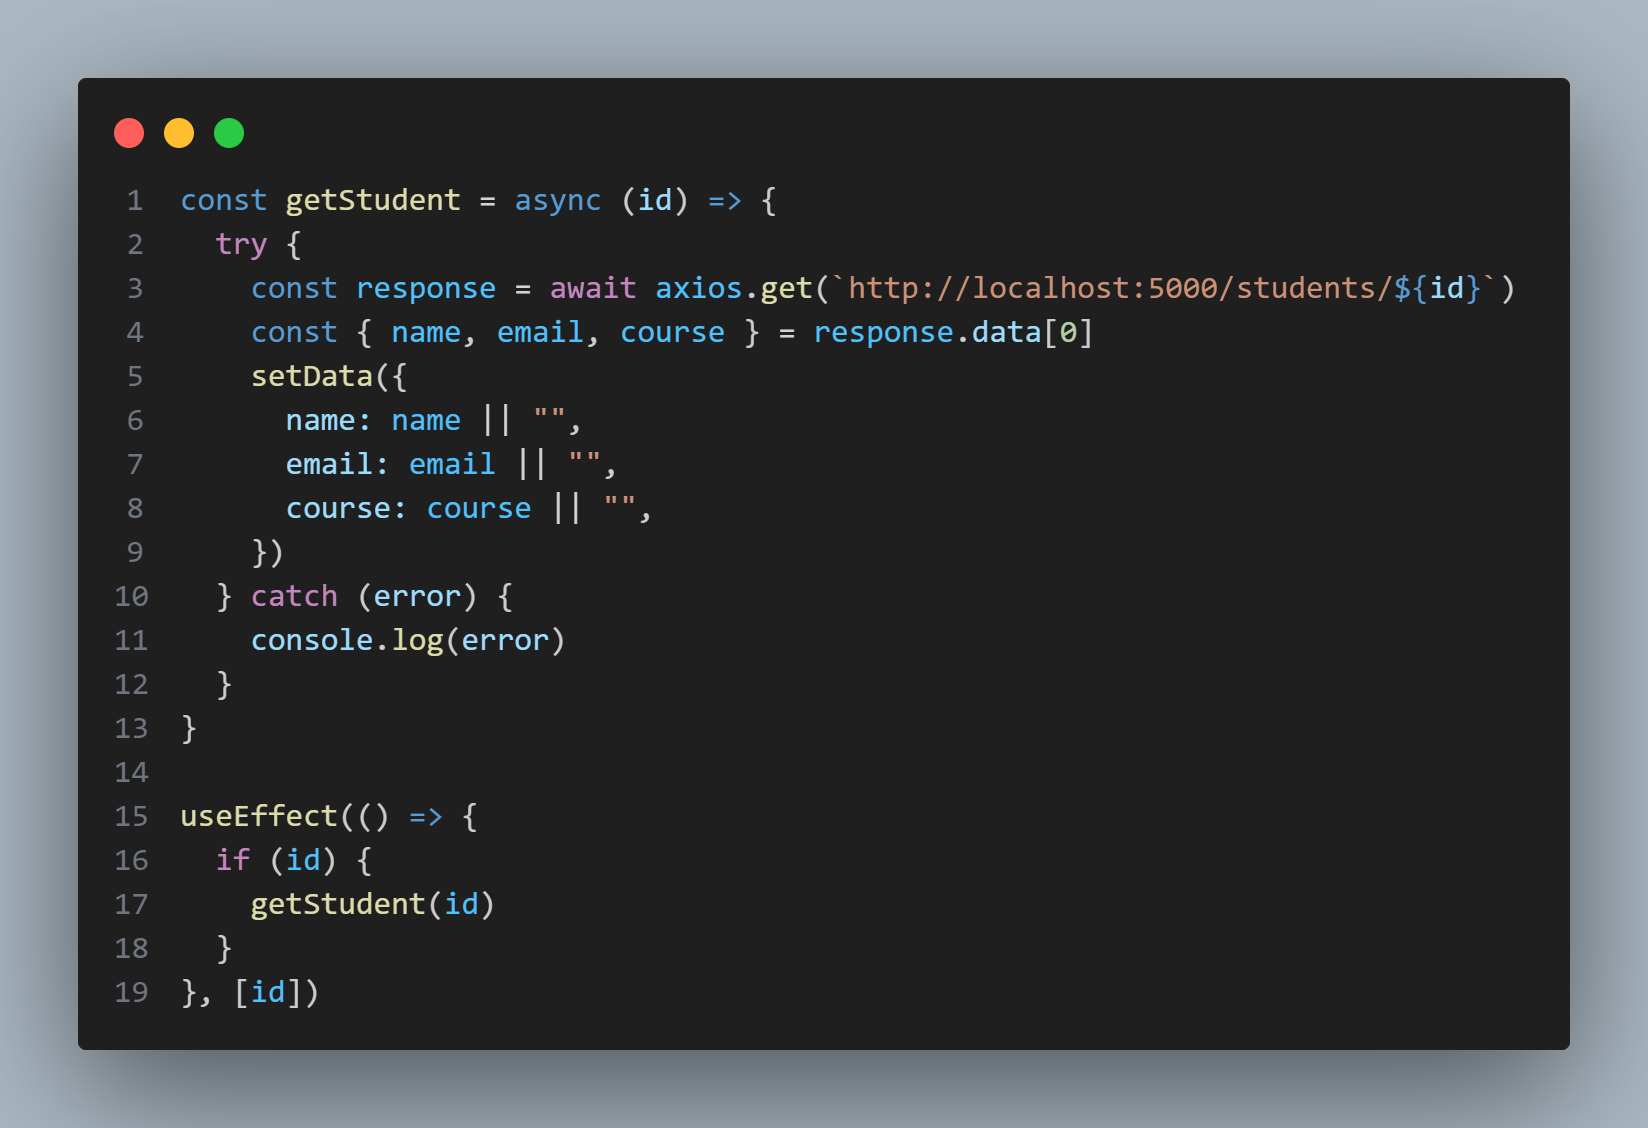 1 const getStudent = async (id) => {
2   try {
3     const response = await axios.get(`http://localhost:5000/students/${id}`)
4     const { name, email, course } = response.data[0]
5     setData({
6       name: name || "",
7       email: email || "",
8       course: course || "",
9     })
10   } catch (error) {
11     console.log(error)
12   }
13 }
14
15 useEffect(() => {
16   if (id) {
17     getStudent(id)
18   }
19 }, [id])